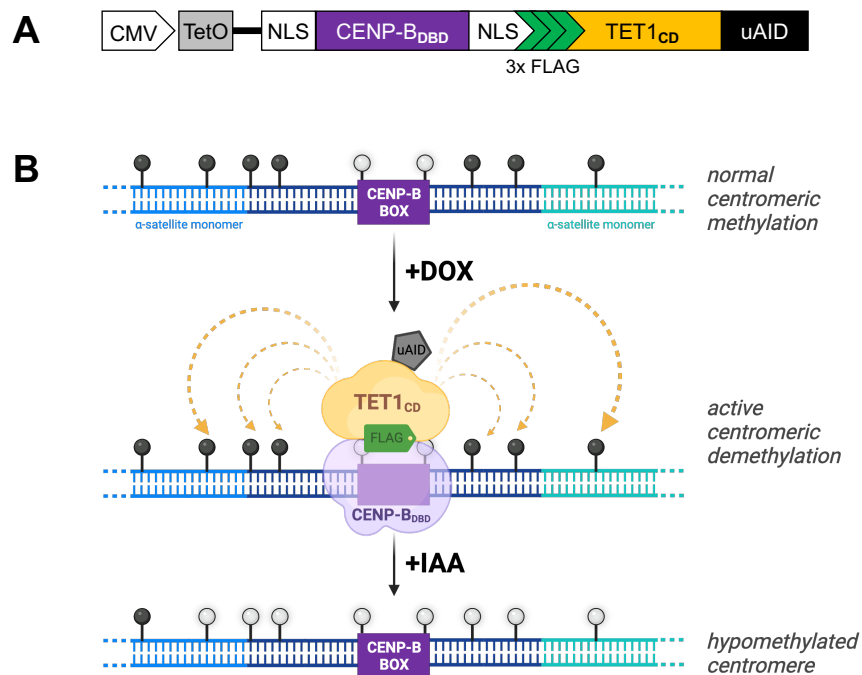 A
CMV TetO NLS CENP-BDBD NLS TET1CD uAID
3x FLAG
B
CENP-B
BOX
α-satellite monomer
α-satellite monomer
normal
centromeric
methylation
+DOX
uAID
TET1CD
FLAG
CENP-BDBD
active
centromeric
demethylation
+IAA
CENP-B
BOX
hypomethylated
centromere